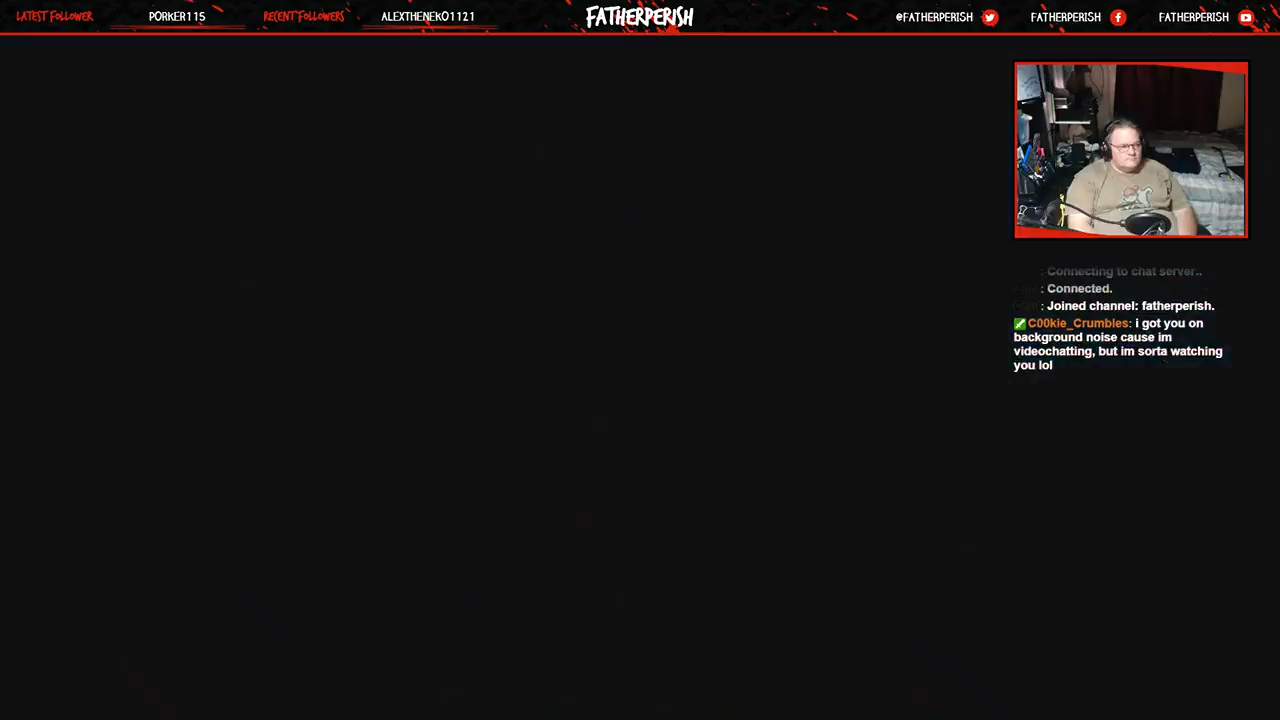 LATEST FOLLOWER PORKER115 RECENT FOLLOWERS ALEXTHENEKO1121 FATHERPERISH @FATHERPERISH FATHERPERISH FATHERPERISH
: Connecting to chat server..
: Connected.
: Joined channel: fatherperish.
C00kie_Crumbles: i got you on
background noise cause im
videochatting, but im sorta watching
you lol